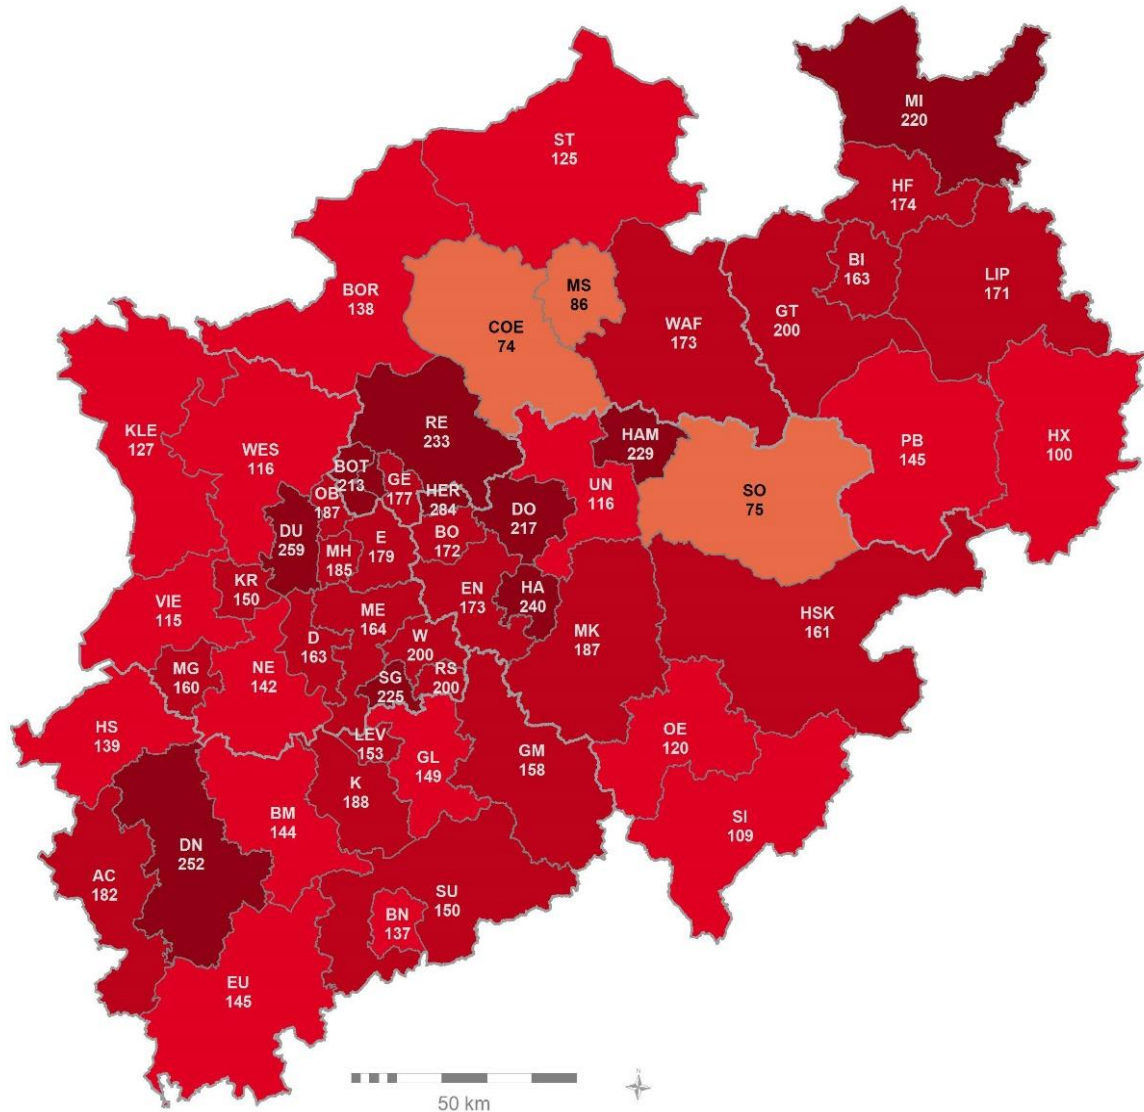 MI
220
ST
125
HF
174
BI
163
LIP
171
MS
86
BOR
138
GT
200
COE
74
WAF
173
RE
233
KLE
127
WES
116
HAM
229
PB
145
HX
100
BOT
213
GE
177
HER
284
UN
116
SO
75
OB
187
DO
217
DU
259
E
179
BO
172
MH
185
KR
150
EN
173
HA
240
VIE
115
ME
164
HSK
161
MK
187
D
163
W
200
MG
160
NE
142
SG
225
RS
200
HS
139
LEV
153
OE
120
GL
149
GM
158
K
188
BM
144
SI
109
DN
252
AC
182
SU
150
BN
137
EU
145
N
50 km